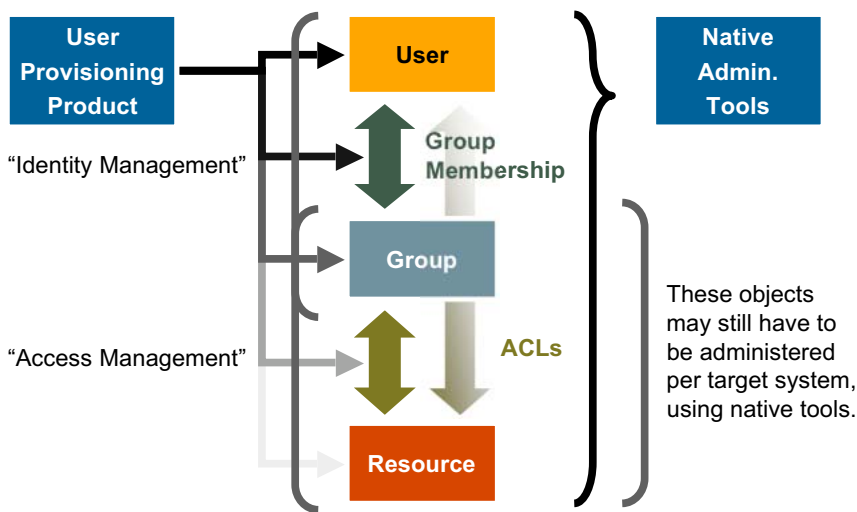 User
Provisioning
Product
User
Native
Admin.
Tools
Group
Membership
“Identity Management”
Group
These objects
may still have to
be administered
per target system,
using native tools.
ACLs
“Access Management”
Resource